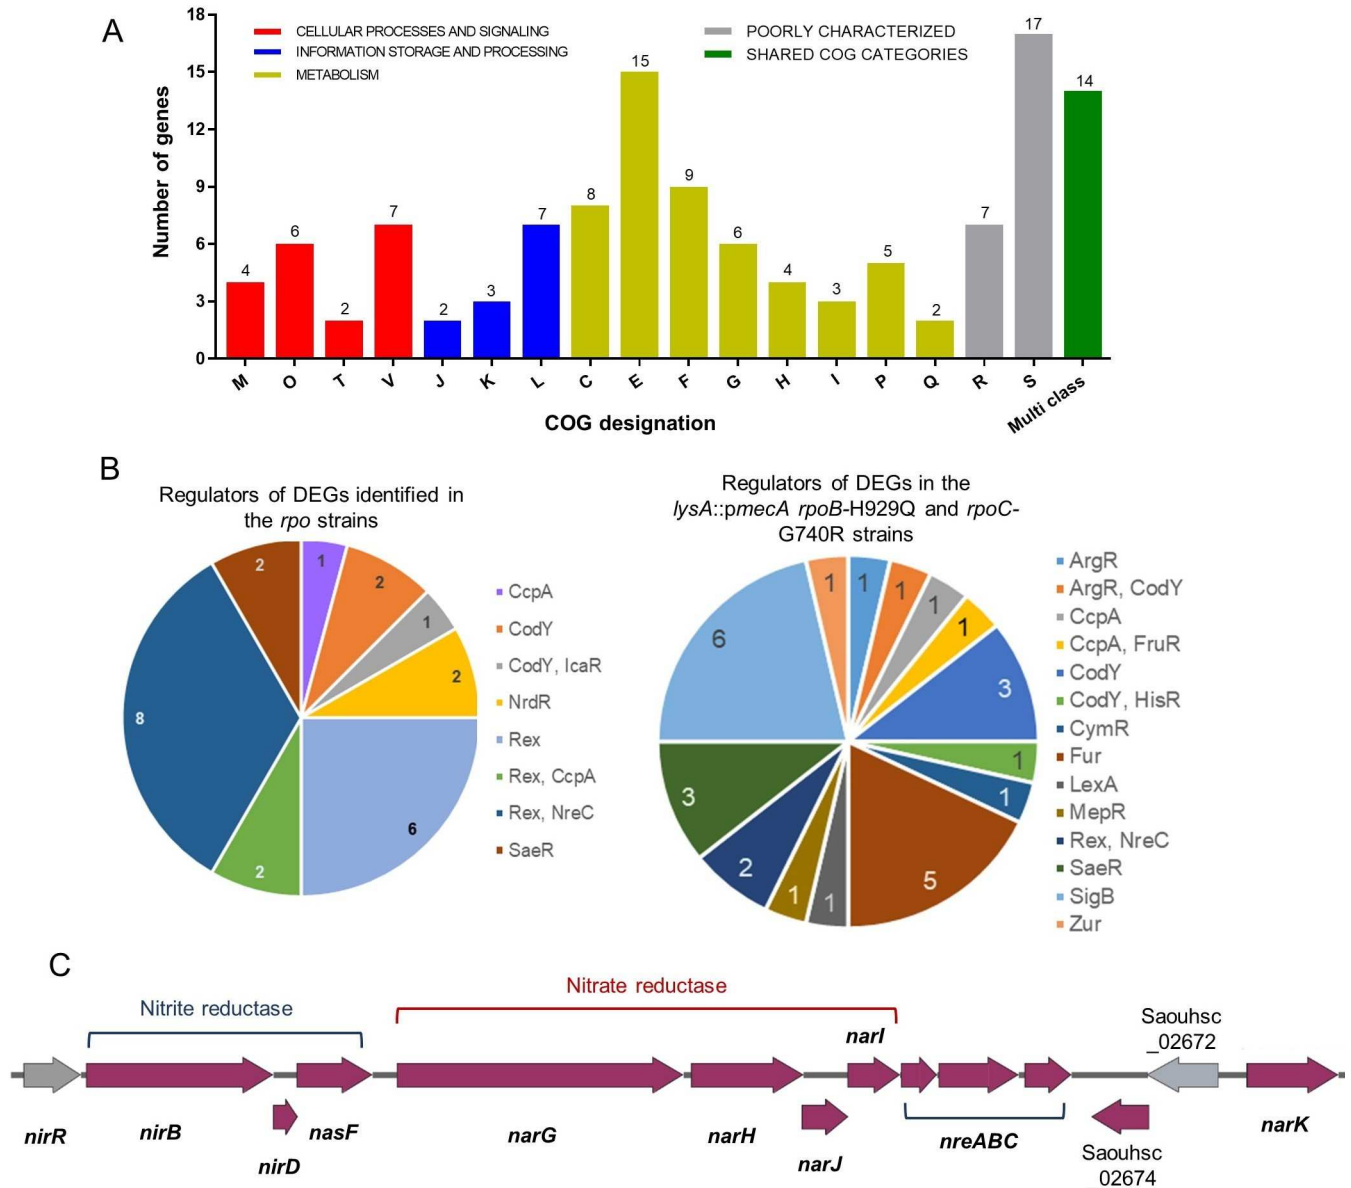 A
CELLULAR PROCESSES AND SIGNALING
INFORMATION STORAGE AND PROCESSING
METABOLISM
POORLY CHARACTERIZED
SHARED COG CATEGORIES
Number of genes
18
15
12
9
6
3
0
4
6
2
7
2
3
7
8
15
9
6
4
3
5
2
7
17
14
M
O
T
V
J
K
L
C
E
F
G
H
I
P
Q
R
S
Multi class
COG designation
B
Regulators of DEGs identified in
the rpo strains
1
2
1
2
6
2
8
2
CcpA
CodY
CodY, IcaR
NrdR
Rex
Rex, CcpA
Rex, NreC
SaeR
Regulators of DEGs in the
lysA::pmecA rpoB-H929Q and rpoC-
G740R strains
1
1
1
1
3
1
1
5
1
1
2
3
6
1
ArgR
ArgR, CodY
CcpA
CcpA, FruR
CodY
CodY, HisR
CymR
Fur
LexA
MepR
Rex, NreC
SaeR
SigB
Zur
C
Nitrite reductase
Nitrate reductase
narI
Saouhsc
_02672
nirR
nirB
nirD
nasF
narG
narH
narJ
nreABC
Saouhsc
_02674
narK